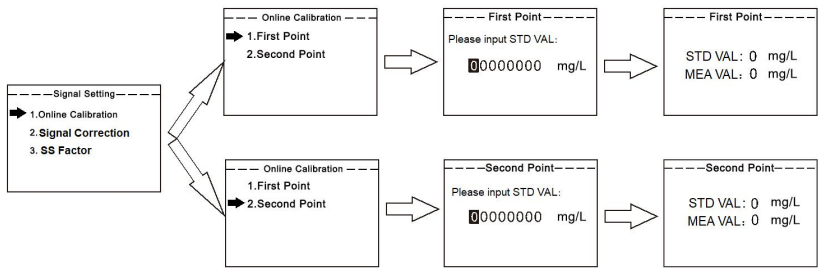 Signal Setting
1.Online Calibration
2.Signal Correction
3. SS Factor
Online Calibration
1.First Point
2.Second Point
First Point
Please input STD VAL:
00000000 mg/L
First Point
STD VAL: 0 mg/L
MEA VAL: 0 mg/L
Online Calibration
1.First Point
2.Second Point
Second Point
Please input STD VAL:
00000000 mg/L
Second Point
STD VAL: 0 mg/L
MEA VAL: 0 mg/L